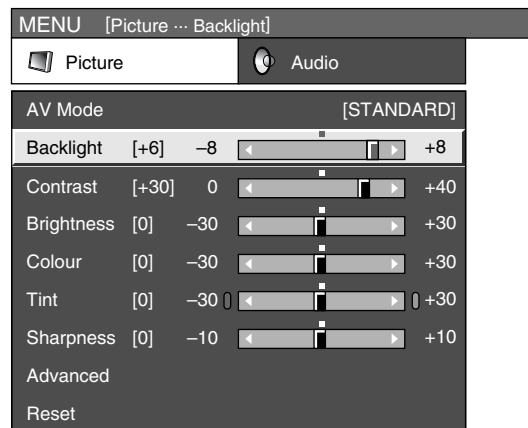 MENU [Picture ··· Backlight]
Picture Audio
AV Mode [STANDARD]
Backlight [+6] –8 +8
Contrast [+30] 0 +40
Brightness [0] –30 +30
Colour [0] –30 +30
Tint [0] –30 +30
Sharpness [0] –10 +10
Advanced
Reset